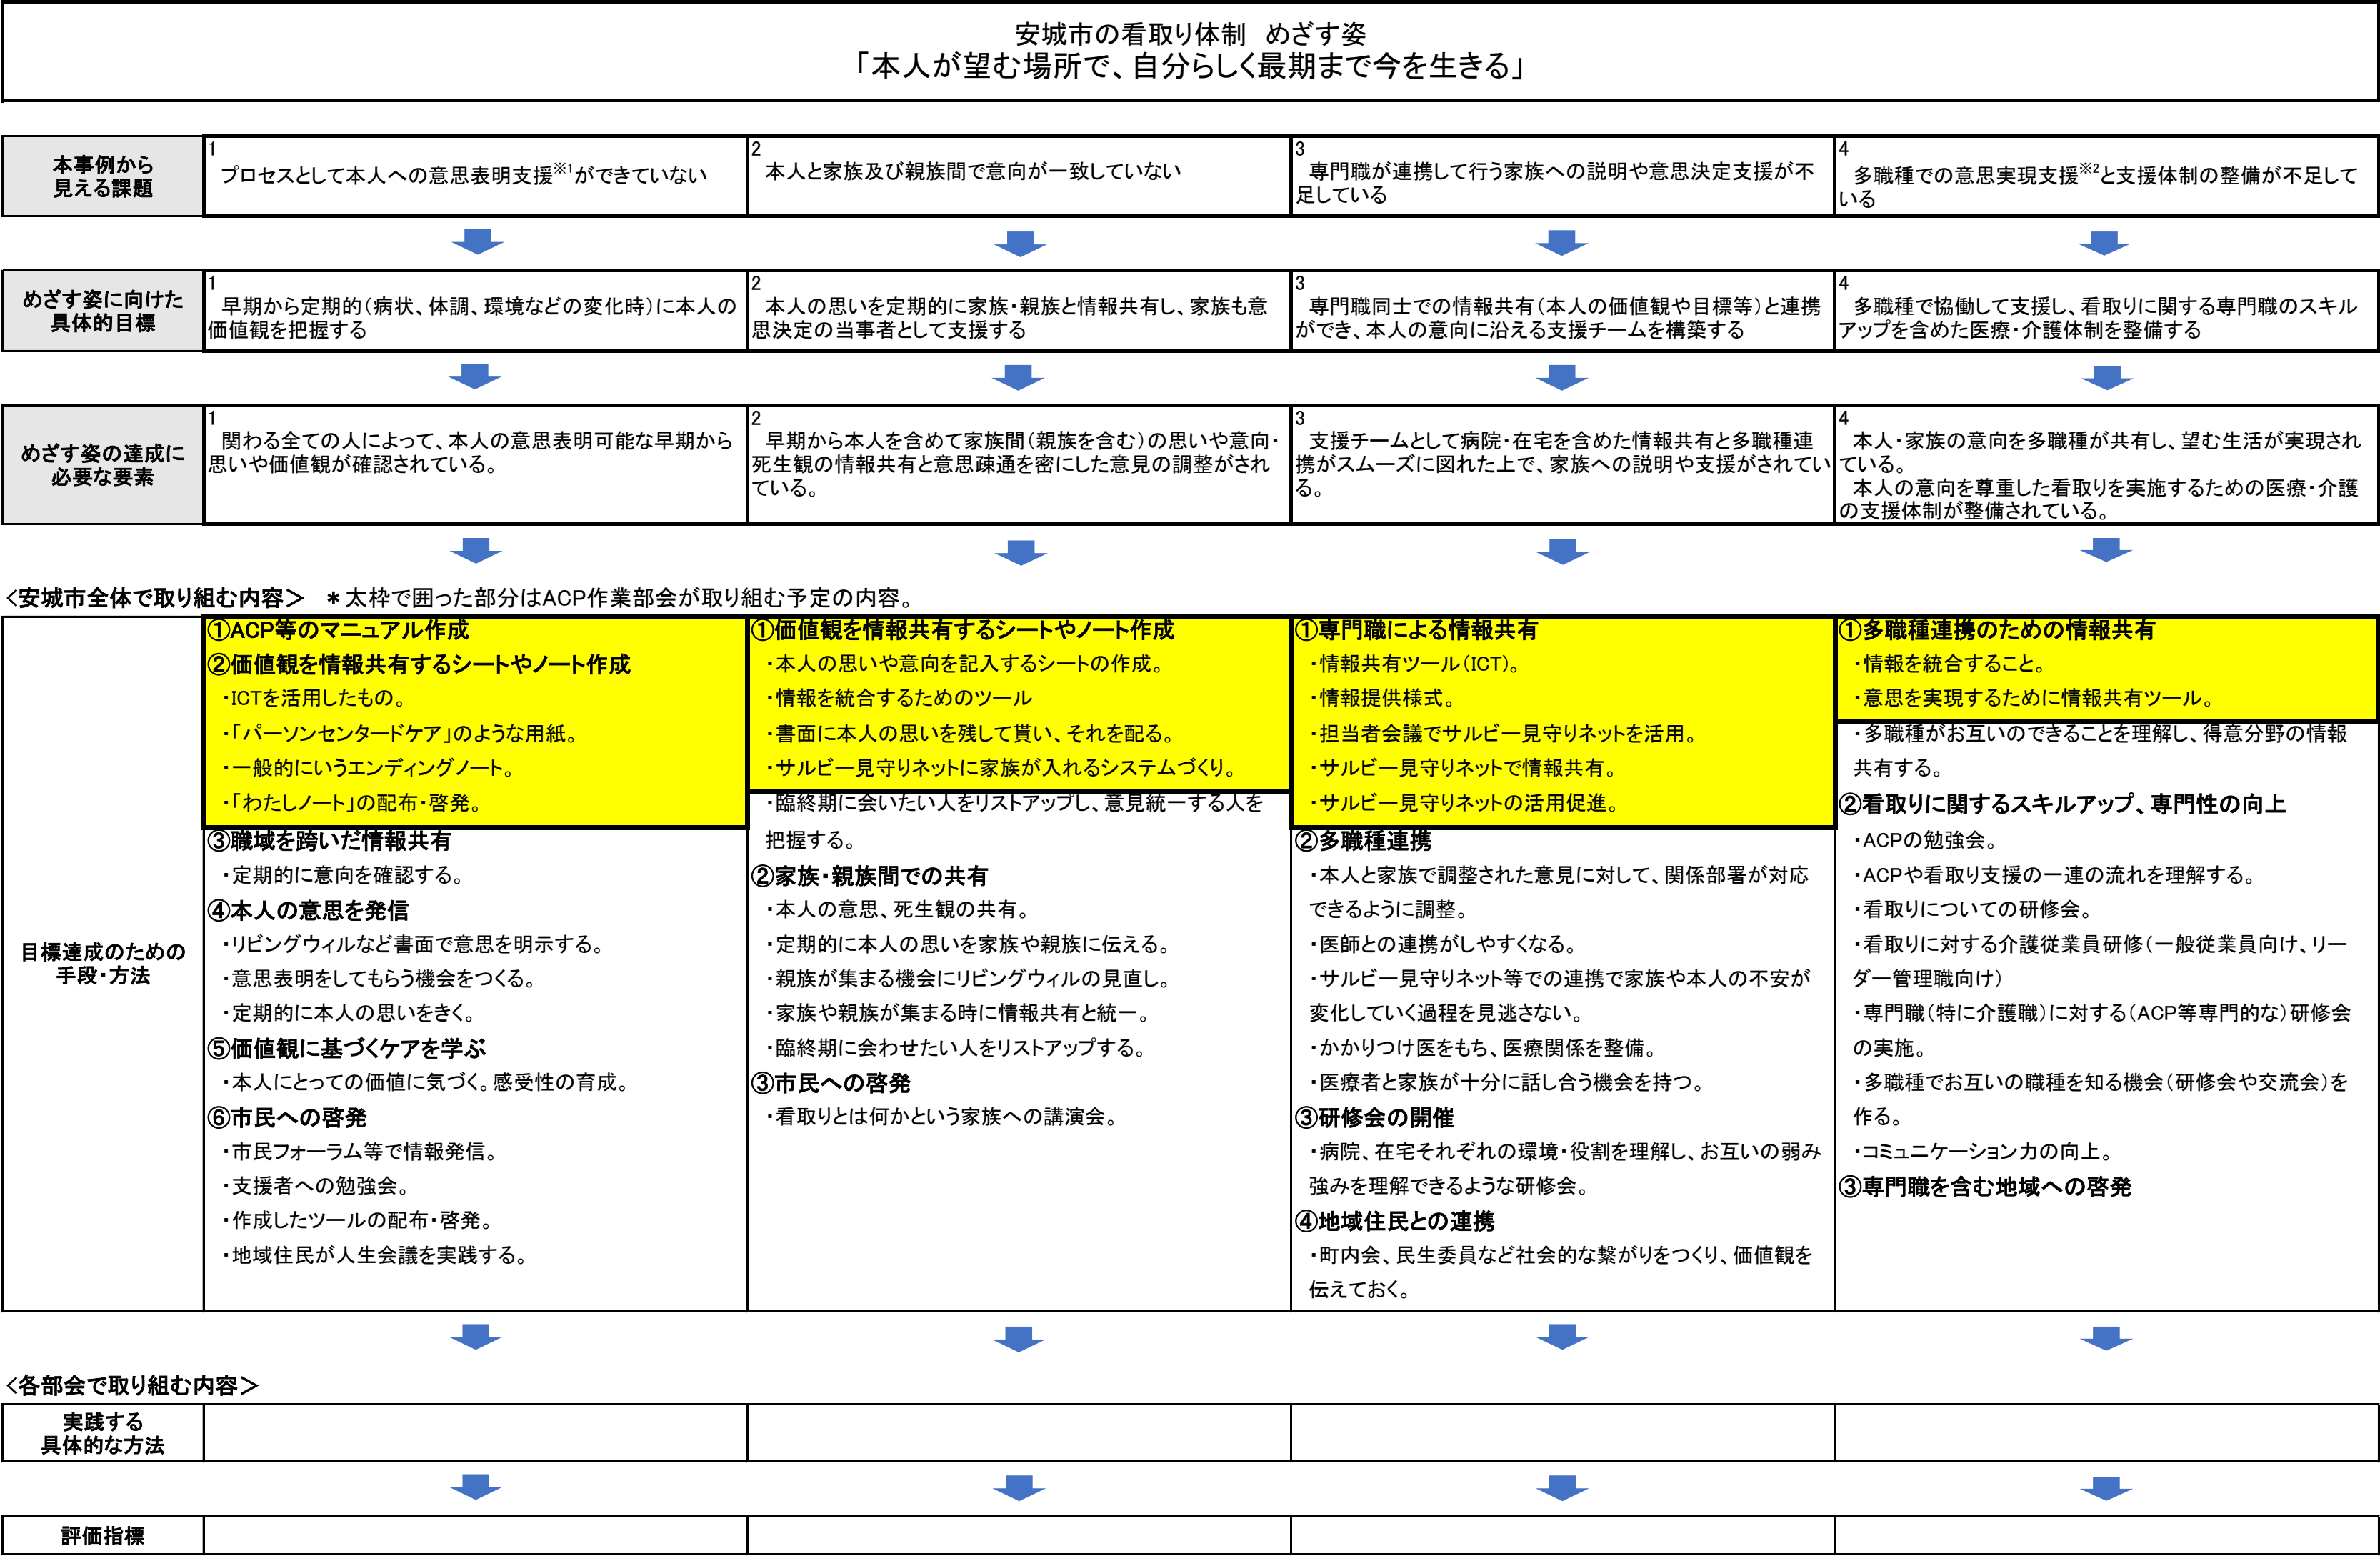 安城市の看取り体制　めざす姿
「本人が望む場所で、自分らしく最期まで今を生きる」
本事例から
見える課題
1
プロセスとして本人への意思表明支援※1ができていない
2
本人と家族及び親族間で意向が一致していない
3
専門職が連携して行う家族への説明や意思決定支援が不
足している
4
多職種での意思実現支援※2と支援体制の整備が不足して
いる
めざす姿に向けた
具体的目標
1
早期から定期的（病状、体調、環境などの変化時）に本人の
価値観を把握する
2
本人の思いを定期的に家族・親族と情報共有し、家族も意
思決定の当事者として支援する
3
専門職同士での情報共有（本人の価値観や目標等）と連携
ができ、本人の意向に沿える支援チームを構築する
4
多職種で協働して支援し、看取りに関する専門職のスキル
アップを含めた医療・介護体制を整備する
めざす姿の達成に
必要な要素
1
関わる全ての人によって、本人の意思表明可能な早期から
思いや価値観が確認されている。
2
早期から本人を含めて家族間（親族を含む）の思いや意向・
死生観の情報共有と意思疎通を密にした意見の調整がされ
ている。
3
支援チームとして病院・在宅を含めた情報共有と多職種連
携がスムーズに図れた上で、家族への説明や支援がされてい
る。
4
本人・家族の意向を多職種が共有し、望む生活が実現され
ている。
本人の意向を尊重した看取りを実施するための医療・介護
の支援体制が整備されている。
＜安城市全体で取り組む内容＞　＊太枠で囲った部分はACP作業部会が取り組む予定の内容。
目標達成のための
手段・方法
①ACP等のマニュアル作成
②価値観を情報共有するシートやノート作成
・ICTを活用したもの。
・「パーソンセンタードケア」のような用紙。
・一般的にいうエンディングノート。
・「わたしノート」の配布・啓発。
③職域を跨いだ情報共有
・定期的に意向を確認する。
④本人の意思を発信
・リビングウィルなど書面で意思を明示する。
・意思表明をしてもらう機会をつくる。
・定期的に本人の思いをきく。
⑤価値観に基づくケアを学ぶ
・本人にとっての価値に気づく。感受性の育成。
⑥市民への啓発
・市民フォーラム等で情報発信。
・支援者への勉強会。
・作成したツールの配布・啓発。
・地域住民が人生会議を実践する。
①価値観を情報共有するシートやノート作成
・本人の思いや意向を記入するシートの作成。
・情報を統合するためのツール
・書面に本人の思いを残して貰い、それを配る。
・サルビー見守りネットに家族が入れるシステムづくり。
・臨終期に会いたい人をリストアップし、意見統一する人を
把握する。
②家族・親族間での共有
・本人の意思、死生観の共有。
・定期的に本人の思いを家族や親族に伝える。
・親族が集まる機会にリビングウィルの見直し。
・家族や親族が集まる時に情報共有と統一。
・臨終期に会わせたい人をリストアップする。
③市民への啓発
・看取りとは何かという家族への講演会。
①専門職による情報共有
・情報共有ツール（ICT）。
・情報提供様式。
・担当者会議でサルビー見守りネットを活用。
・サルビー見守りネットで情報共有。
・サルビー見守りネットの活用促進。
②多職種連携
・本人と家族で調整された意見に対して、関係部署が対応
できるように調整。
・医師との連携がしやすくなる。
・サルビー見守りネット等での連携で家族や本人の不安が
変化していく過程を見逃さない。
・かかりつけ医をもち、医療関係を整備。
・医療者と家族が十分に話し合う機会を持つ。
③研修会の開催
・病院、在宅それぞれの環境・役割を理解し、お互いの弱み
強みを理解できるような研修会。
④地域住民との連携
・町内会、民生委員など社会的な繋がりをつくり、価値観を
伝えておく。
①多職種連携のための情報共有
・情報を統合すること。
・意思を実現するために情報共有ツール。
・多職種がお互いのできることを理解し、得意分野の情報
共有する。
②看取りに関するスキルアップ、専門性の向上
・ACPの勉強会。
・ACPや看取り支援の一連の流れを理解する。
・看取りについての研修会。
・看取りに対する介護従業員研修（一般従業員向け、リー
ダー管理職向け）
・専門職（特に介護職）に対する（ACP等専門的な）研修会
の実施。
・多職種でお互いの職種を知る機会（研修会や交流会）を
作る。
・コミュニケーション力の向上。
③専門職を含む地域への啓発
＜各部会で取り組む内容＞
実践する
具体的な方法
評価指標